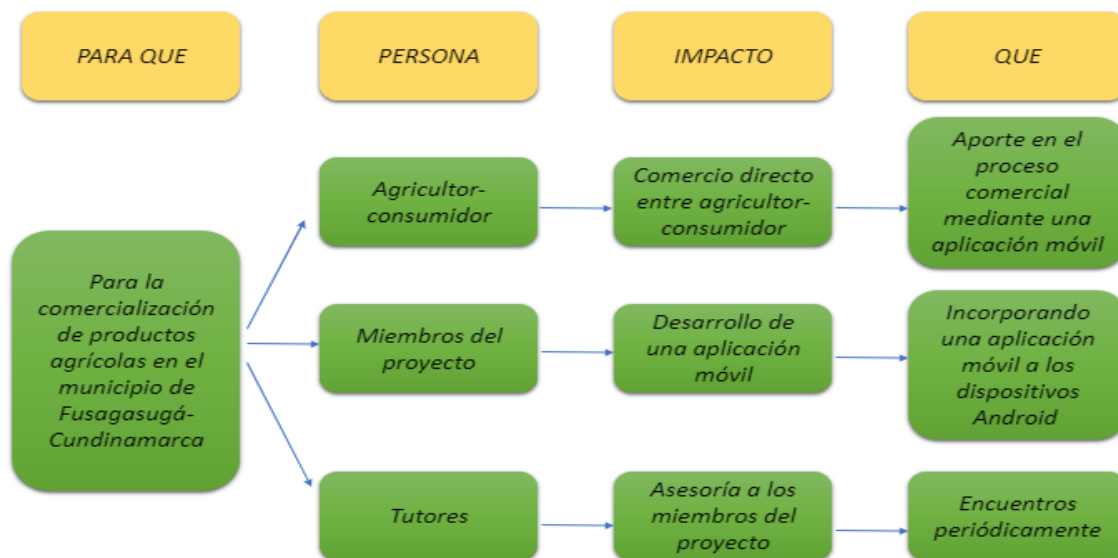 PARA QUE
PERSONA
IMPACTO
QUE
Para la
comercialización
de productos
agrícolas en el
municipio de
Fusagasugá-
Cundinamarca
Agricultor-
consumidor
Comercio directo
entre agricultor-
consumidor
Aporte en el
proceso
comercial
mediante una
aplicación móvil
Miembros del
proyecto
Desarrollo de
una aplicación
móvil
Incorporando
una aplicación
móvil a los
dispositivos
Android
Tutores
Asesoría a los
miembros del
proyecto
Encuentros
periódicamente